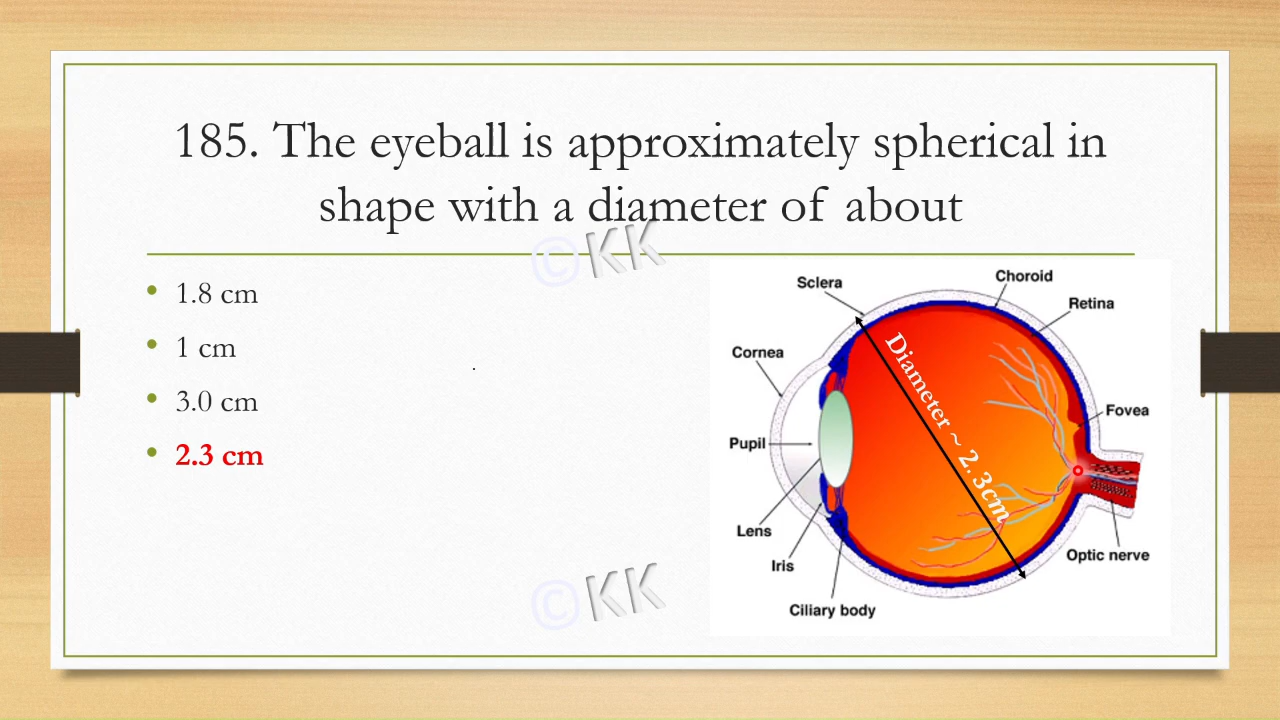 185. The eyeball is approximately spherical in
shape with a diameter of about
©KK
• 1.8 cm
• 1 cm
• 3.0 cm
• 2.3 cm
.
Sclera
Choroid
Retina
Cornea
Diameter ~ 2.3cm
Fovea
Pupil
Lens
Optic nerve
Iris
Ciliary body
©KK